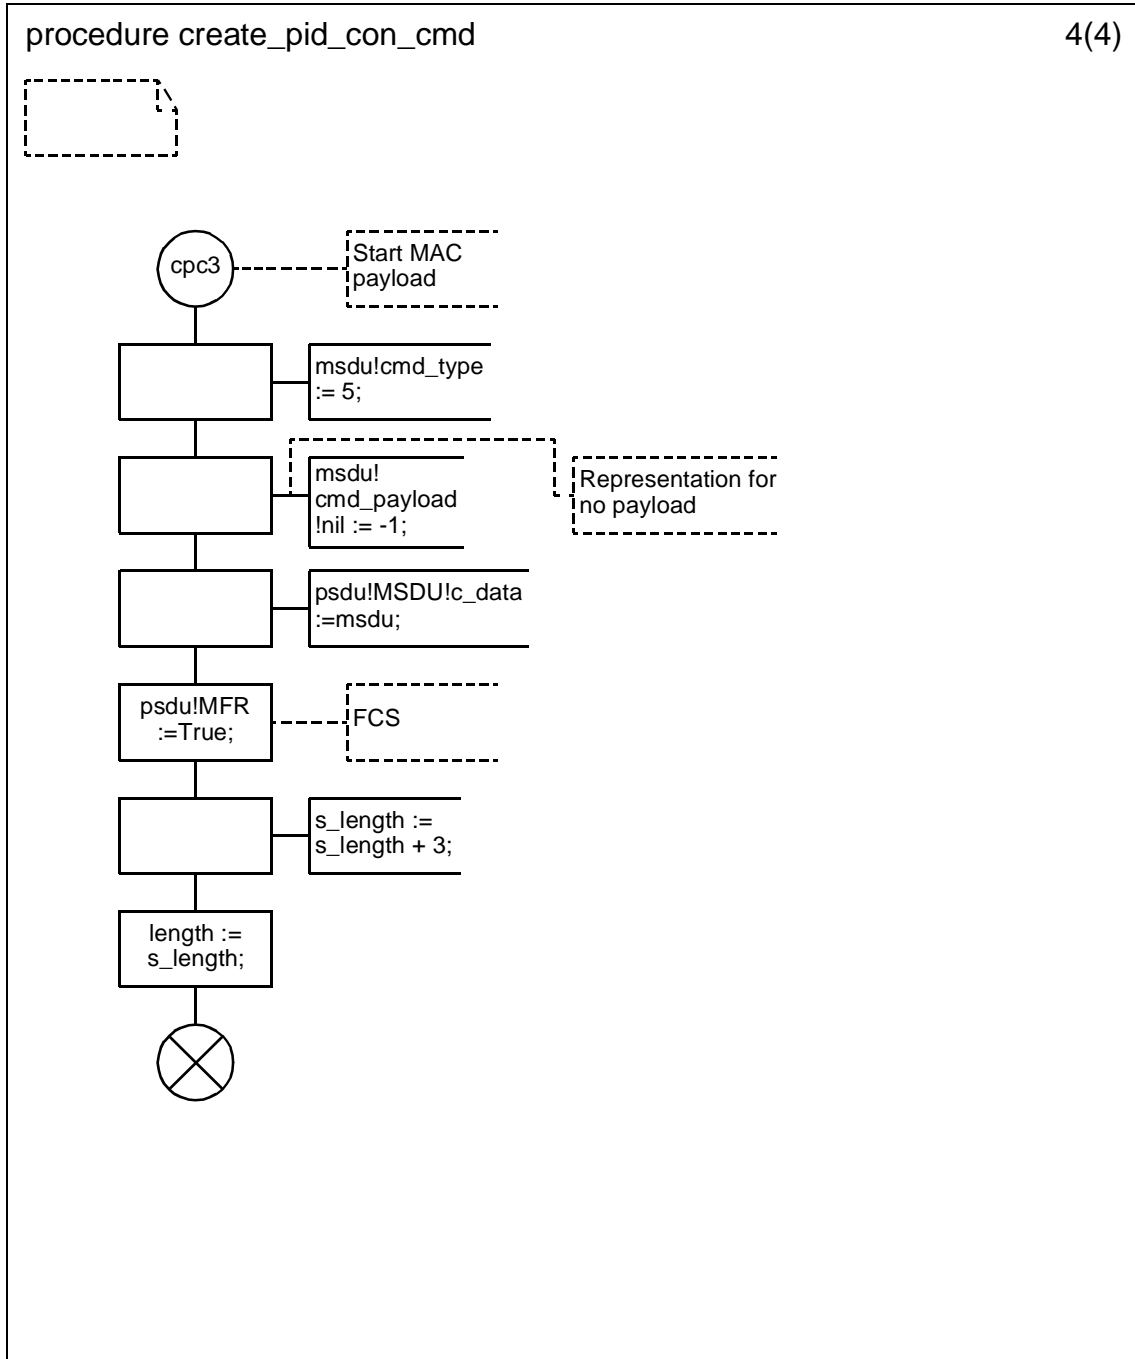 procedure create_pid_con_cmd
4(4)
cpc3
Start MAC
payload
msdu!cmd_type
:= 5;
msdu!
cmd_payload
!nil := -1;
Representation for
no payload
psdu!MSDU!c_data
:=msdu;
psdu!MFR
:=True;
FCS
s_length :=
s_length + 3;
length :=
s_length;